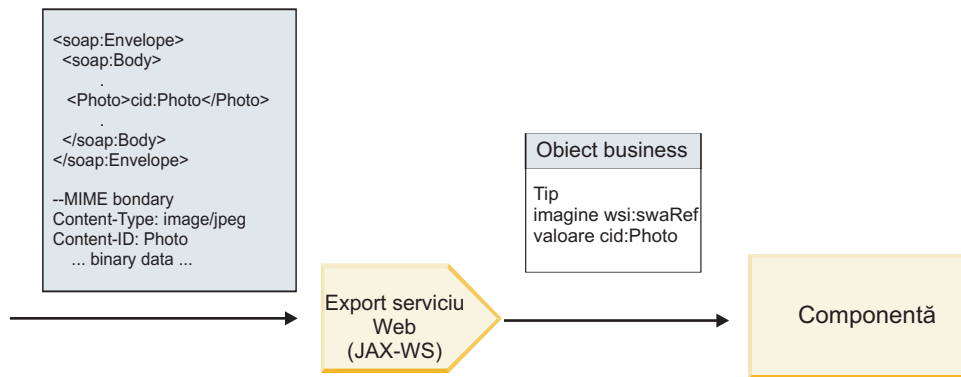 <soap:Envelope>
<soap:Body>
.
<Photo>cid:Photo</Photo>
.
</soap:Body>
</soap:Envelope>
--MIME bondary
Content-Type: image/jpeg
Content-ID: Photo
... binary data ...
Export serviciu
Web
(JAX-WS)
Obiect business
Tip
imagine wsi:swaRef
valoare cid:Photo
Componentă